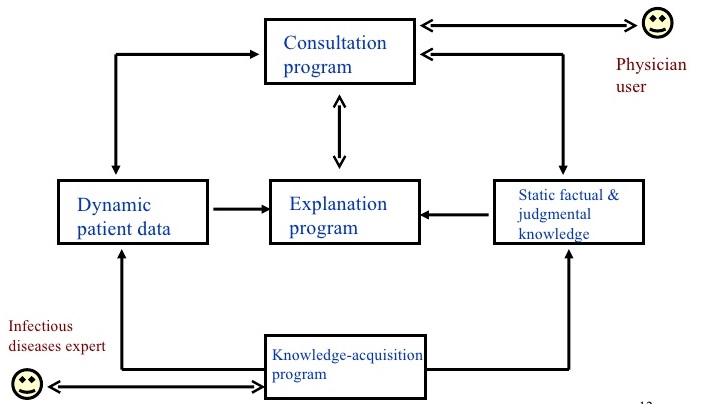 Consultation
program
Physician
user
Dynamic
patient data
Explanation
program
Static factual &
judgmental
knowledge
Infectious
diseases expert
Knowledge-acquisition
program